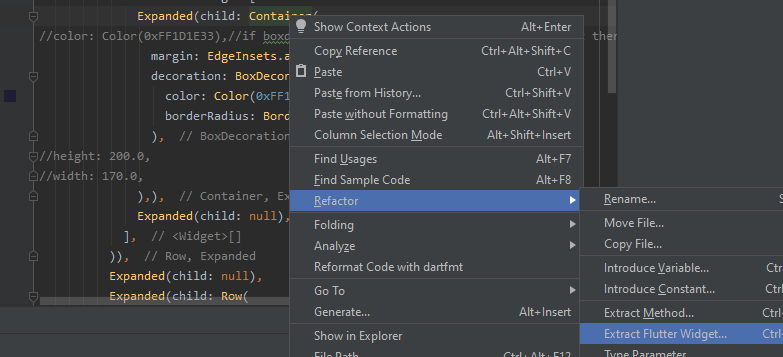 Expanded(child: Container(
//color: Color(0xFF1D1E33),//if boxd
ther
margin: EdgeInsets.a
decoration: BoxDecor
color: Color(0xFF1
borderRadius: Bord
), // BoxDecoration
//height: 200.0,
//width: 170.0,
),), // Container, Ex
Expanded(child: null),
], // <Widget>[]
)), // Row, Expanded
Expanded(child: null),
Expanded(child: Row(
Show Context Actions Alt+Enter
Copy Reference Ctrl+Alt+Shift+C
Paste Ctrl+V
Paste from History... Ctrl+Shift+V
Paste without Formatting Ctrl+Alt+Shift+V
Column Selection Mode Alt+Shift+Insert
Find Usages Alt+F7
Find Sample Code Alt+F8
Refactor
Folding
Analyze
Reformat Code with dartfmt
Go To
Generate... Alt+Insert
Show in Explorer
File Path Ctrl+Alt+F12
Rename...
Move File...
Copy File...
Introduce Variable... Ctr
Introduce Constant... Ctr
Extract Method... Ctr
Extract Flutter Widget... Ctrl
Type Parameter